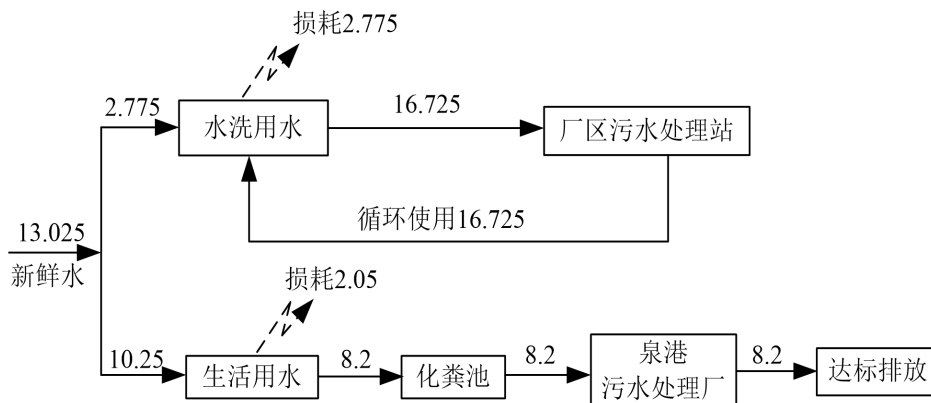 损耗2.775
2.775
水洗用水
16.725
厂区污水处理站
循环使用16.725
13.025
新鲜水
损耗2.05
10.25
生活用水
8.2
化粪池
8.2
泉港
污水处理厂
8.2
达标排放